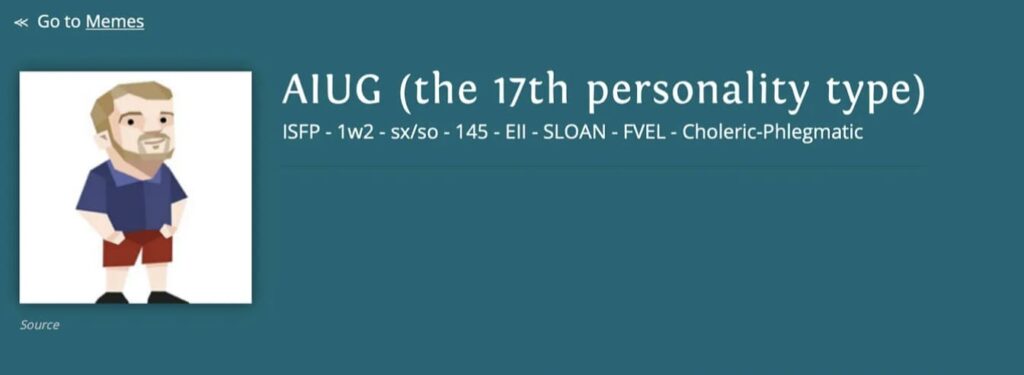 ≪ Go to Memes
AIUG (the 17th personality type)
ISFP - 1w2 - sx/so - 145 - EII - SLOAN - FVEL - Choleric-Phlegmatic
Source